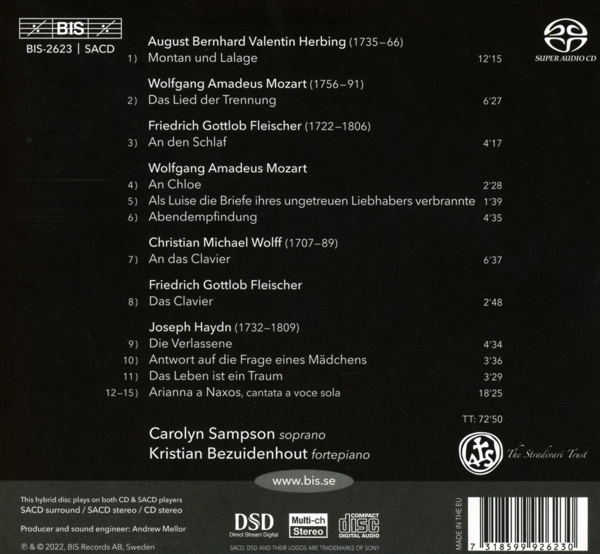 BIS
BIS-2623 | SACD
SUPER AUDIO CD
August Bernhard Valentin Herbing (1735–66)
1) Montan und Lalage 12'15
Wolfgang Amadeus Mozart (1756–91)
2) Das Lied der Trennung 6'27
Friedrich Gottlob Fleischer (1722–1806)
3) An den Schlaf 4'17
Wolfgang Amadeus Mozart
4) An Chloe 2'28
5) Als Luise die Briefe ihres ungetreuen Liebhabers verbrannte 1'39
6) Abendempfindung 4'35
Christian Michael Wolff (1707–89)
7) An das Clavier 6'37
Friedrich Gottlob Fleischer
8) Das Clavier 2'48
Joseph Haydn (1732–1809)
9) Die Verlassene 4'34
10) Antwort auf die Frage eines Mädchens 3'36
11) Das Leben ist ein Traum 3'29
12–15) Arianna a Naxos, cantata a voce sola 18'25
TT: 72'50
Carolyn Sampson soprano
Kristian Bezuidenhout fortepiano
The Stradivari Trust
www.bis.se
This hybrid disc plays on both CD & SACD players
SACD surround / SACD stereo / CD stereo
Producer and sound engineer: Andrew Mellor
℗ & © 2022, BIS Records AB, Sweden
DSD
Direct Stream Digital
Multi-ch
Stereo
COMPACT
disc
DIGITAL AUDIO
SACD, DSD AND THEIR LOGOS ARE TRADEMARKS OF SONY
MADE IN THE EU
7 318599 926230